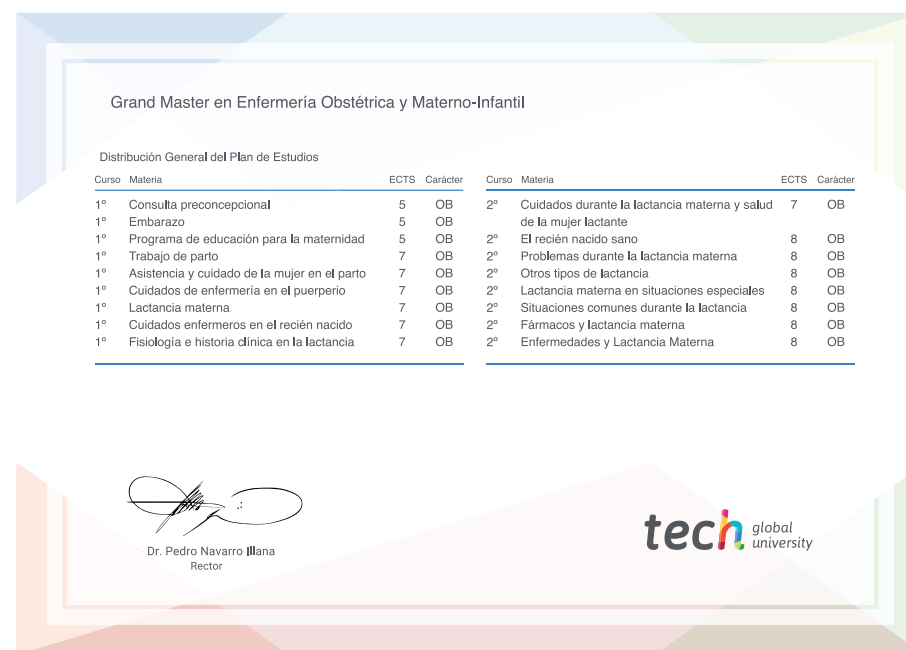 Grand Master en Enfermería Obstétrica y Materno-Infantil
Distribución General del Plan de Estudios
Curso Materia ECTS Carácter
1º Consulta preconcepcional 5 OB
1º Embarazo 5 OB
1º Programa de educación para la maternidad 5 OB
1º Trabajo de parto 7 OB
1º Asistencia y cuidado de la mujer en el parto 7 OB
1º Cuidados de enfermería en el puerperio 7 OB
1º Lactancia materna 7 OB
1º Cuidados enfermeros en el recién nacido 7 OB
1º Fisiología e historia clínica en la lactancia 7 OB
Curso Materia ECTS Carácter
2º Cuidados durante la lactancia materna y salud 7 OB
de la mujer lactante
2º El recién nacido sano 8 OB
2º Problemas durante la lactancia materna 8 OB
2º Otros tipos de lactancia 8 OB
2º Lactancia materna en situaciones especiales 8 OB
2º Situaciones comunes durante la lactancia 8 OB
2º Fármacos y lactancia materna 8 OB
2º Enfermedades y Lactancia Materna 8 OB
Dr. Pedro Navarro Illana
Rector
tech global
university